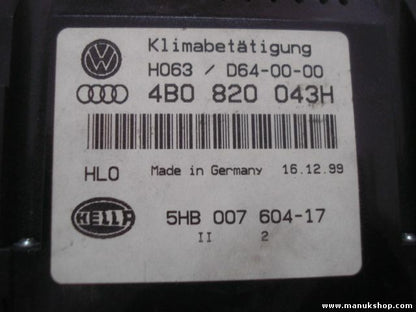 Klimabetätigung
H063 / D64-00-00
4B0 820 043H
HLO Made in Germany 16.12.99
HELLA 5HB 007 604-17
II 2
www.manukshop.com